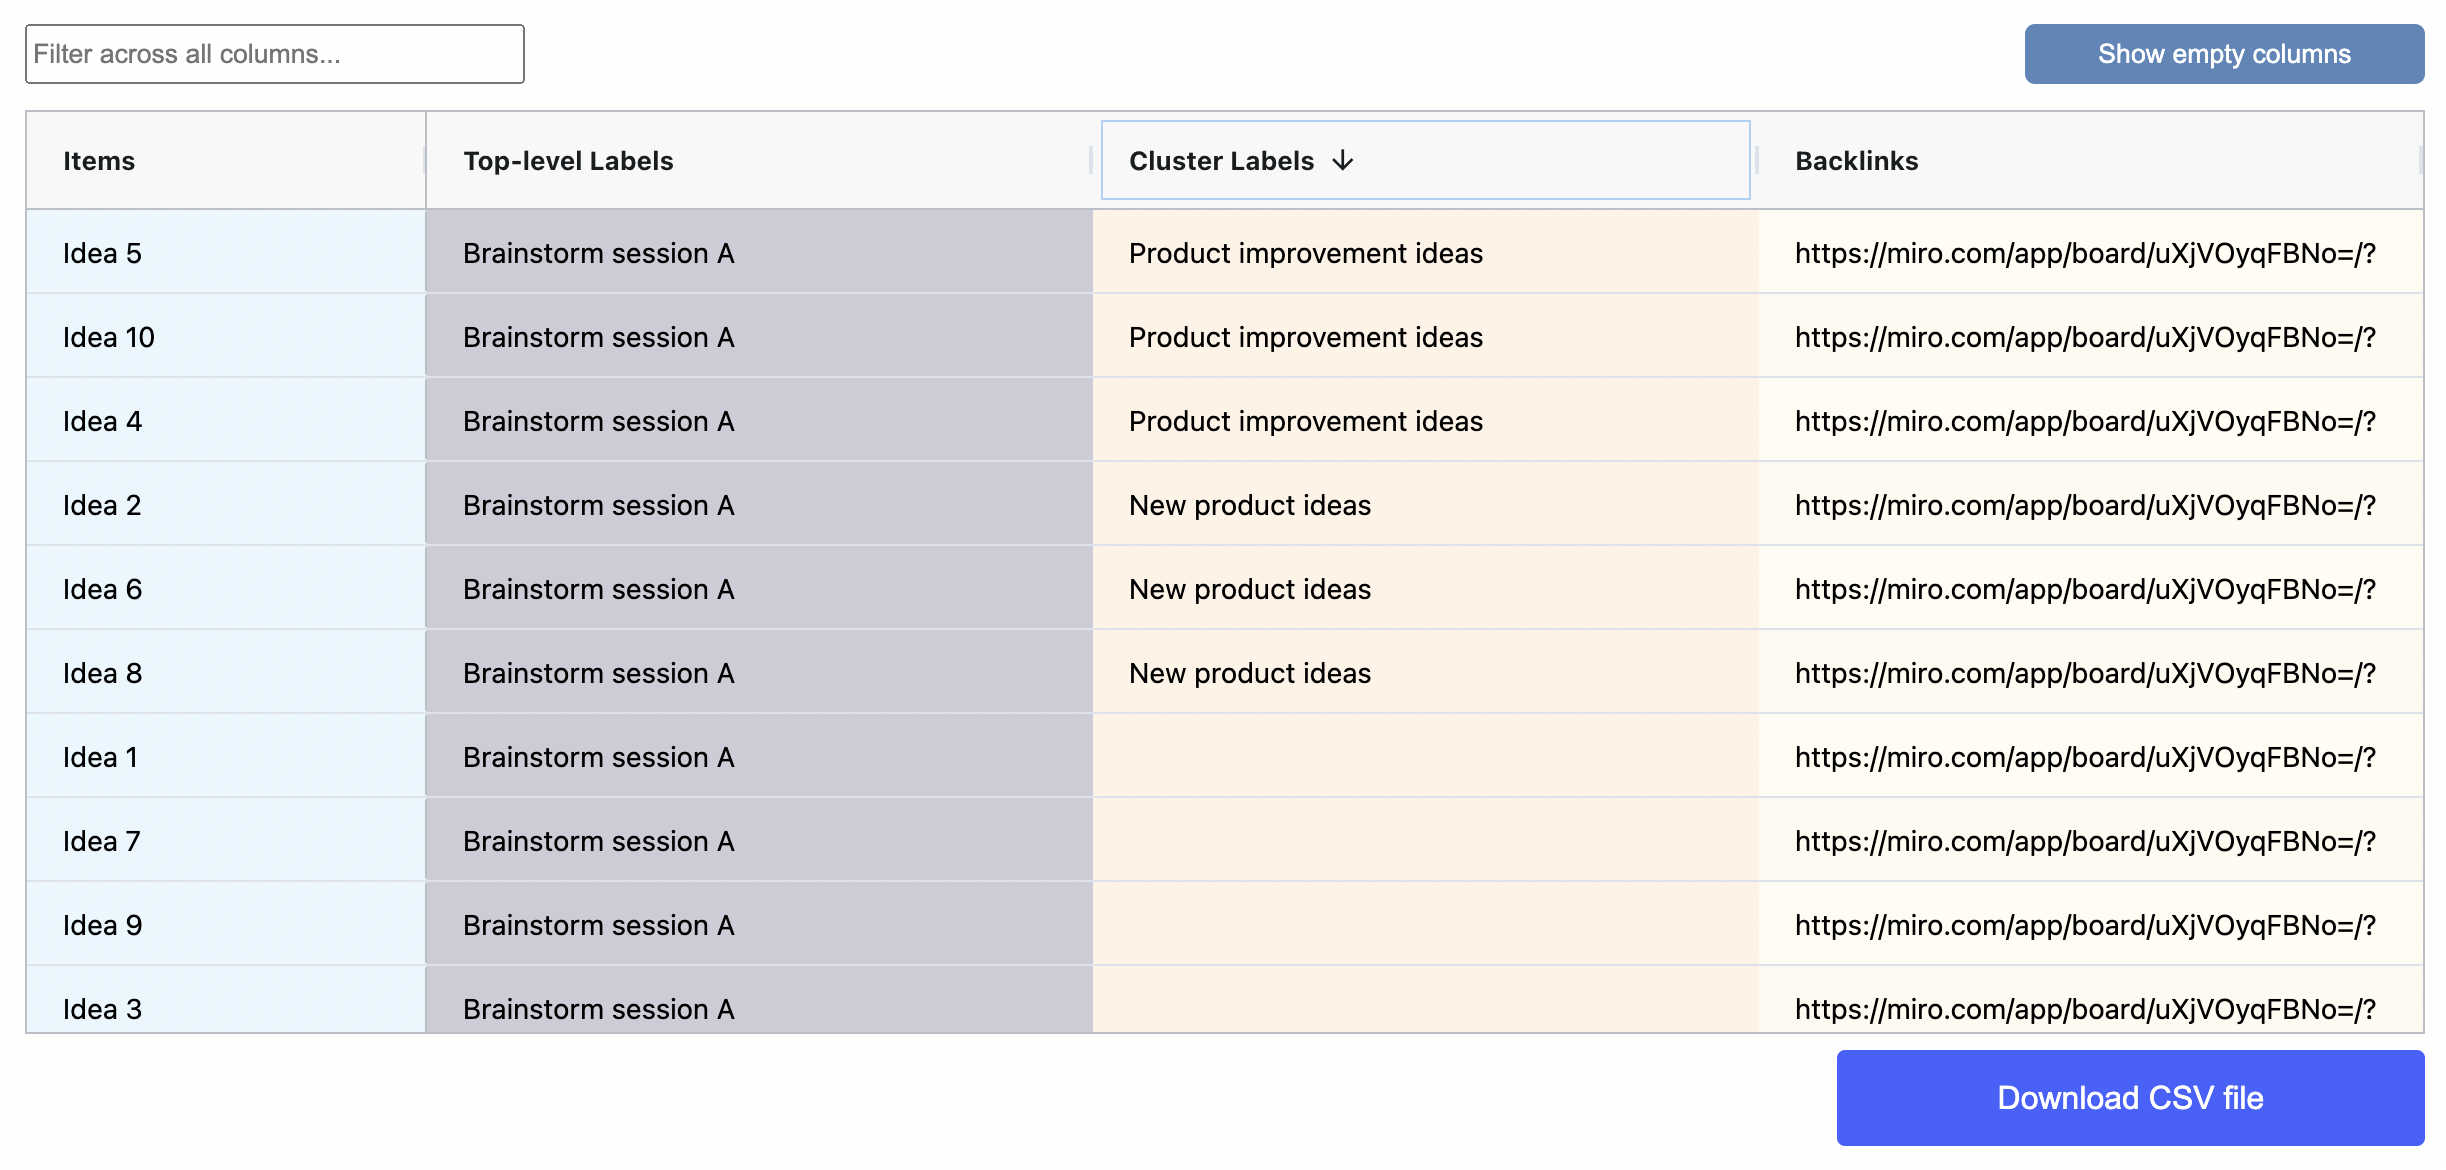 Filter across all columns...
Show empty columns
Items Top-level Labels Cluster Labels ↓ Backlinks
Idea 5 Brainstorm session A Product improvement ideas https://miro.com/app/board/uXjVOyqFBNo=/?
Idea 10 Brainstorm session A Product improvement ideas https://miro.com/app/board/uXjVOyqFBNo=/?
Idea 4 Brainstorm session A Product improvement ideas https://miro.com/app/board/uXjVOyqFBNo=/?
Idea 2 Brainstorm session A New product ideas https://miro.com/app/board/uXjVOyqFBNo=/?
Idea 6 Brainstorm session A New product ideas https://miro.com/app/board/uXjVOyqFBNo=/?
Idea 8 Brainstorm session A New product ideas https://miro.com/app/board/uXjVOyqFBNo=/?
Idea 1 Brainstorm session A https://miro.com/app/board/uXjVOyqFBNo=/?
Idea 7 Brainstorm session A https://miro.com/app/board/uXjVOyqFBNo=/?
Idea 9 Brainstorm session A https://miro.com/app/board/uXjVOyqFBNo=/?
Idea 3 Brainstorm session A https://miro.com/app/board/uXjVOyqFBNo=/?
Download CSV file